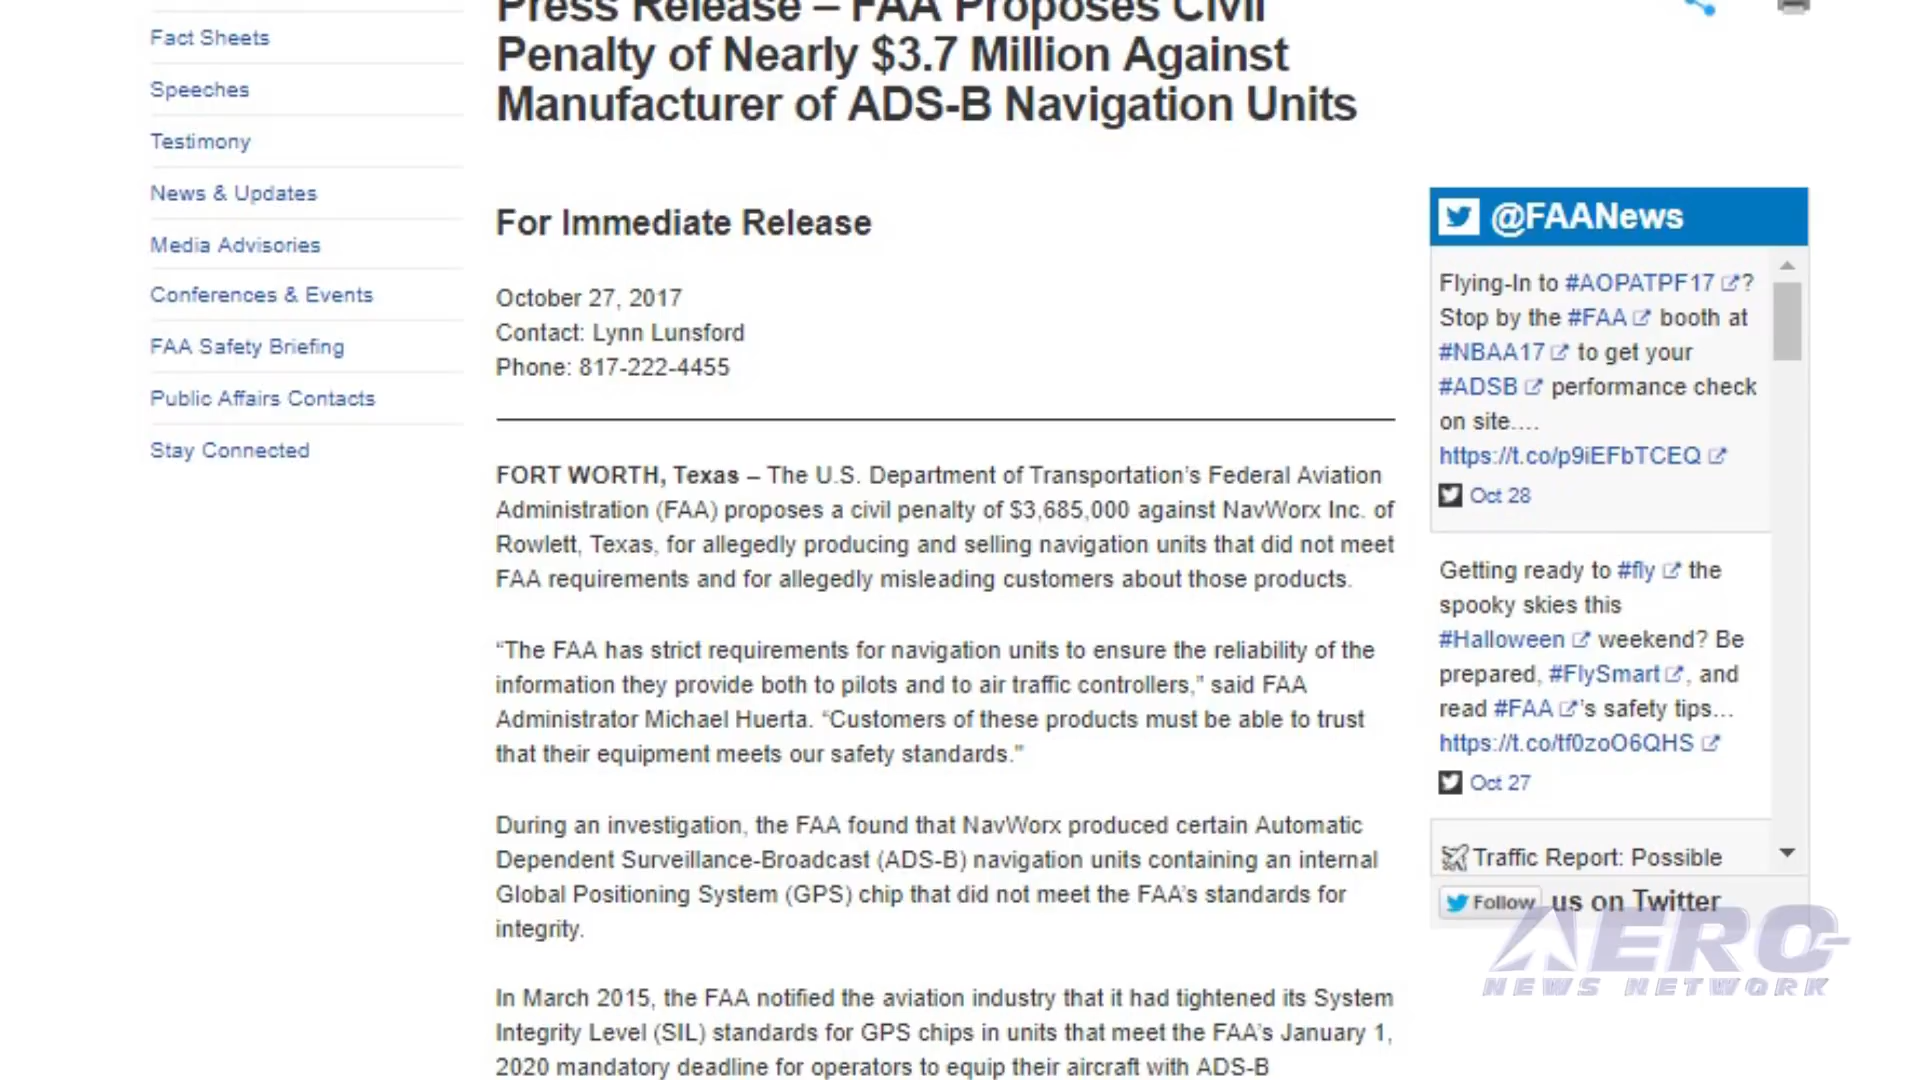 Press Release – FAA Proposes Civil
Penalty of Nearly $3.7 Million Against
Manufacturer of ADS-B Navigation Units
Fact Sheets
Speeches
Testimony
News & Updates
Media Advisories
Conferences & Events
FAA Safety Briefing
Public Affairs Contacts
Stay Connected
For Immediate Release
October 27, 2017
Contact: Lynn Lunsford
Phone: 817-222-4455
FORT WORTH, Texas – The U.S. Department of Transportation's Federal Aviation
Administration (FAA) proposes a civil penalty of $3,685,000 against NavWorx Inc. of
Rowlett, Texas, for allegedly producing and selling navigation units that did not meet
FAA requirements and for allegedly misleading customers about those products.
“The FAA has strict requirements for navigation units to ensure the reliability of the
information they provide both to pilots and to air traffic controllers,” said FAA
Administrator Michael Huerta. “Customers of these products must be able to trust
that their equipment meets our safety standards.”
During an investigation, the FAA found that NavWorx produced certain Automatic
Dependent Surveillance-Broadcast (ADS-B) navigation units containing an internal
Global Positioning System (GPS) chip that did not meet the FAA's standards for
integrity.
In March 2015, the FAA notified the aviation industry that it had tightened its System
Integrity Level (SIL) standards for GPS chips in units that meet the FAA's January 1,
2020 mandatory deadline for operators to equip their aircraft with ADS-B
@FAANews
Flying-In to #AOPATPF17?
Stop by the #FAA booth at
#NBAA17 to get your
#ADSB performance check
on site....
https://t.co/p9iEFbTCEQ
Oct 28
Getting ready to #fly the
spooky skies this
#Halloween weekend? Be
prepared, #FlySmart, and
read #FAA's safety tips...
https://t.co/tf0zoO6QHS
Oct 27
Traffic Report: Possible
Follow us on Twitter
AERO
NEWS NETWORK